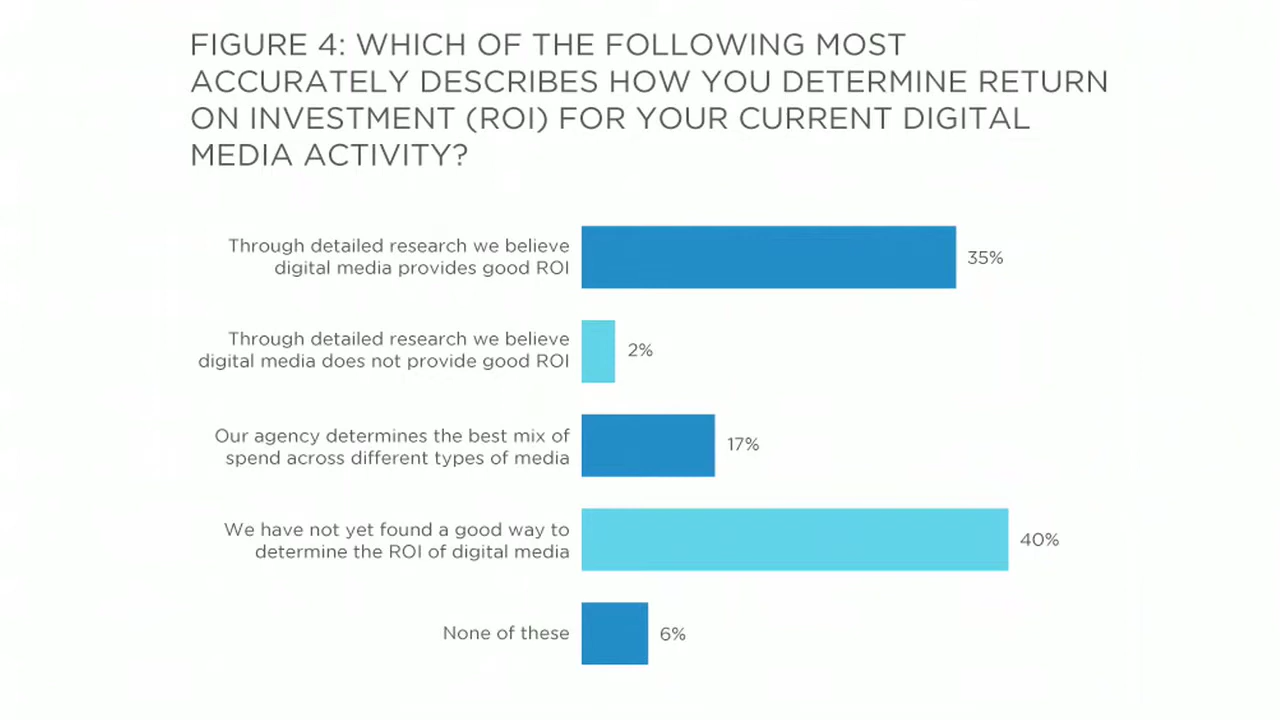 FIGURE 4: WHICH OF THE FOLLOWING MOST
ACCURATELY DESCRIBES HOW YOU DETERMINE RETURN
ON INVESTMENT (ROI) FOR YOUR CURRENT DIGITAL
MEDIA ACTIVITY?
Through detailed research we believe
digital media provides good ROI
35%
Through detailed research we believe
digital media does not provide good ROI
2%
Our agency determines the best mix of
spend across different types of media
17%
We have not yet found a good way to
determine the ROI of digital media
40%
None of these
6%